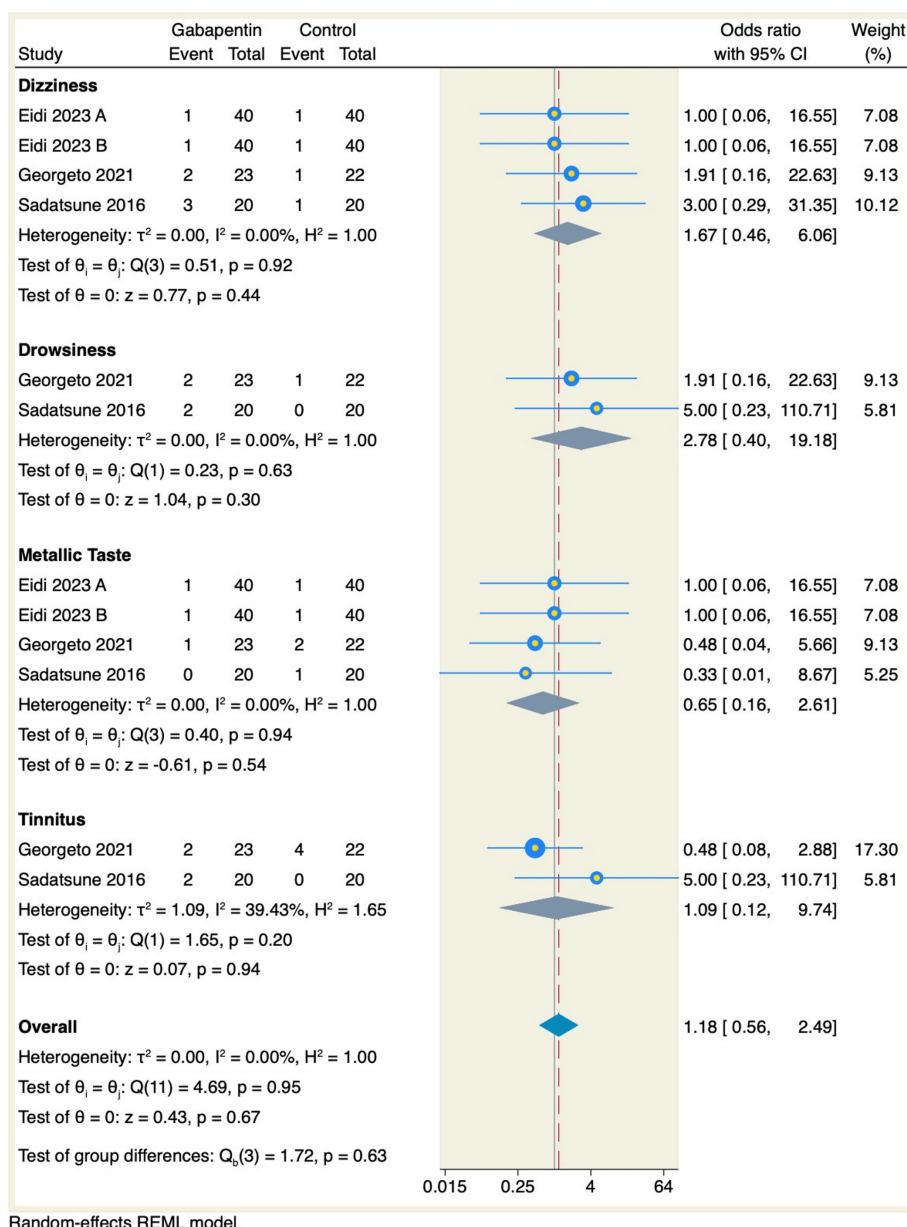 Gabapentin Control Odds ratio Weight
Study Event Total Event Total with 95% CI (%)
Dizziness
Eidi 2023 A 1 40 1 40 1.00 [ 0.06, 16.55] 7.08
Eidi 2023 B 1 40 1 40 1.00 [ 0.06, 16.55] 7.08
Georgeto 2021 2 23 1 22 1.91 [ 0.16, 22.63] 9.13
Sadatsune 2016 3 20 1 20 3.00 [ 0.29, 31.35] 10.12
Heterogeneity: τ² = 0.00, I² = 0.00%, H² = 1.00 1.67 [ 0.46, 6.06]
Test of θᵢ = θⱼ: Q(3) = 0.51, p = 0.92
Test of θ = 0: z = 0.77, p = 0.44
Drowsiness
Georgeto 2021 2 23 1 22 1.91 [ 0.16, 22.63] 9.13
Sadatsune 2016 2 20 0 20 5.00 [ 0.23, 110.71] 5.81
Heterogeneity: τ² = 0.00, I² = 0.00%, H² = 1.00 2.78 [ 0.40, 19.18]
Test of θᵢ = θⱼ: Q(1) = 0.23, p = 0.63
Test of θ = 0: z = 1.04, p = 0.30
Metallic Taste
Eidi 2023 A 1 40 1 40 1.00 [ 0.06, 16.55] 7.08
Eidi 2023 B 1 40 1 40 1.00 [ 0.06, 16.55] 7.08
Georgeto 2021 1 23 2 22 0.48 [ 0.04, 5.66] 9.13
Sadatsune 2016 0 20 1 20 0.33 [ 0.01, 8.67] 5.25
Heterogeneity: τ² = 0.00, I² = 0.00%, H² = 1.00 0.65 [ 0.16, 2.61]
Test of θᵢ = θⱼ: Q(3) = 0.40, p = 0.94
Test of θ = 0: z = -0.61, p = 0.54
Tinnitus
Georgeto 2021 2 23 4 22 0.48 [ 0.08, 2.88] 17.30
Sadatsune 2016 2 20 0 20 5.00 [ 0.23, 110.71] 5.81
Heterogeneity: τ² = 1.09, I² = 39.43%, H² = 1.65 1.09 [ 0.12, 9.74]
Test of θᵢ = θⱼ: Q(1) = 1.65, p = 0.20
Test of θ = 0: z = 0.07, p = 0.94
Overall 1.18 [ 0.56, 2.49]
Heterogeneity: τ² = 0.00, I² = 0.00%, H² = 1.00
Test of θᵢ = θⱼ: Q(11) = 4.69, p = 0.95
Test of θ = 0: z = 0.43, p = 0.67
Test of group differences: Q_b(3) = 1.72, p = 0.63
0.015 0.25 4 64
Random-effects REML model